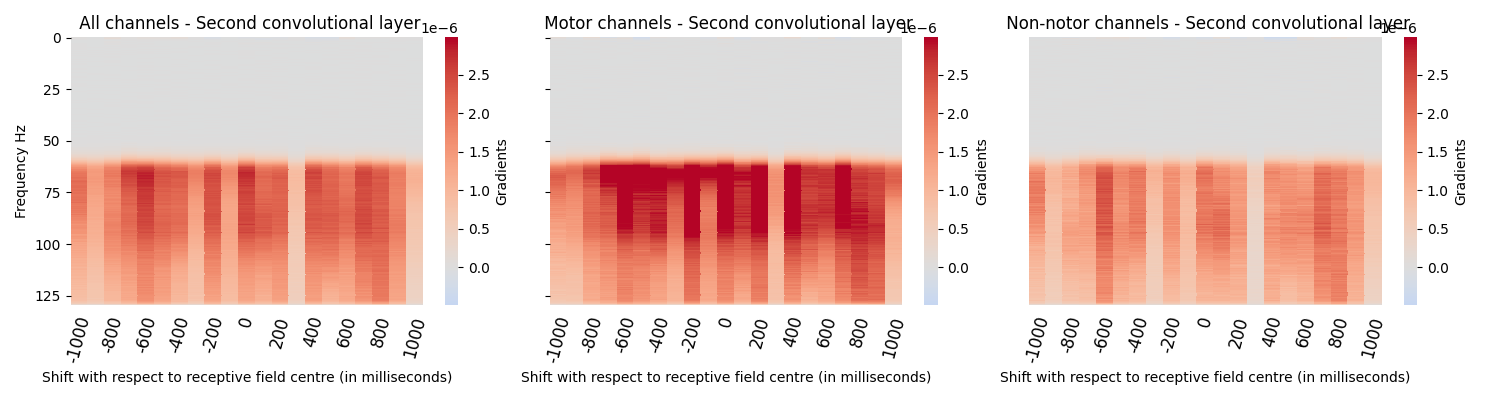 All channels - Second convolutional layer
1e−6
Motor channels - Second convolutional layer
1e−6
Non-notor channels - Second convolutional layer
1e−6
0
25
50
75
100
125
Frequency Hz
2.5
2.0
1.5
1.0
0.5
0.0
Gradients
2.5
2.0
1.5
1.0
0.5
0.0
Gradients
2.5
2.0
1.5
1.0
0.5
0.0
Gradients
-1000 -800 -600 -400 -200 0 200 400 600 800 1000
-1000 -800 -600 -400 -200 0 200 400 600 800 1000
-1000 -800 -600 -400 -200 0 200 400 600 800 1000
Shift with respect to receptive field centre (in milliseconds)
Shift with respect to receptive field centre (in milliseconds)
Shift with respect to receptive field centre (in milliseconds)